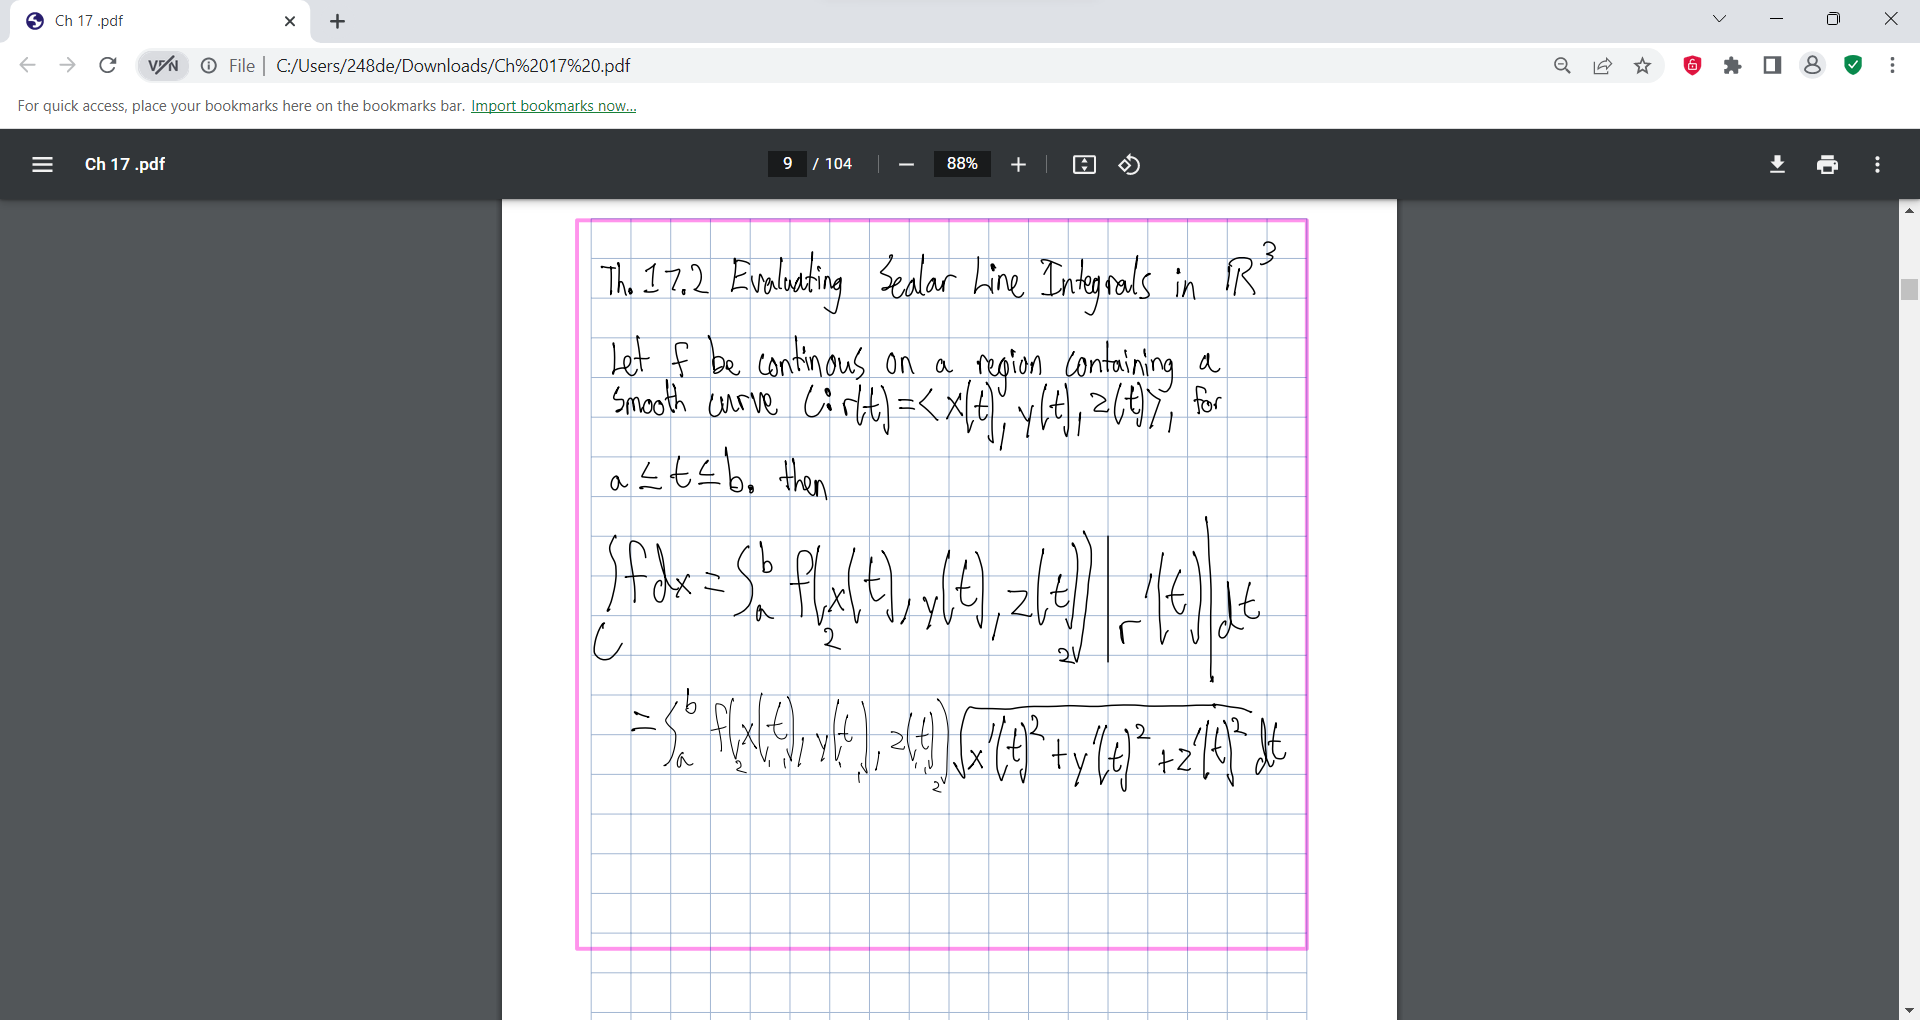 Ch 17 .pdf
VPN File C:/Users/248de/Downloads/Ch%2017%20.pdf
For quick access, place your bookmarks here on the bookmarks bar. Import bookmarks now...
Ch 17 .pdf 9 / 104 88%
Th. 17.2 Evaluating Scalar Line Integrals in ℝ³
Let f be continous on a region containing a
smooth curve C: r(t) = <x(t), y(t), z(t)>, for
a ≤ t ≤ b. then
∫_C f dx = ∫_a^b f(x(t), y(t), z(t)) |r'(t)| dt
= ∫_a^b f(x(t), y(t), z(t)) √(x'(t)² + y'(t)² + z'(t)²) dt